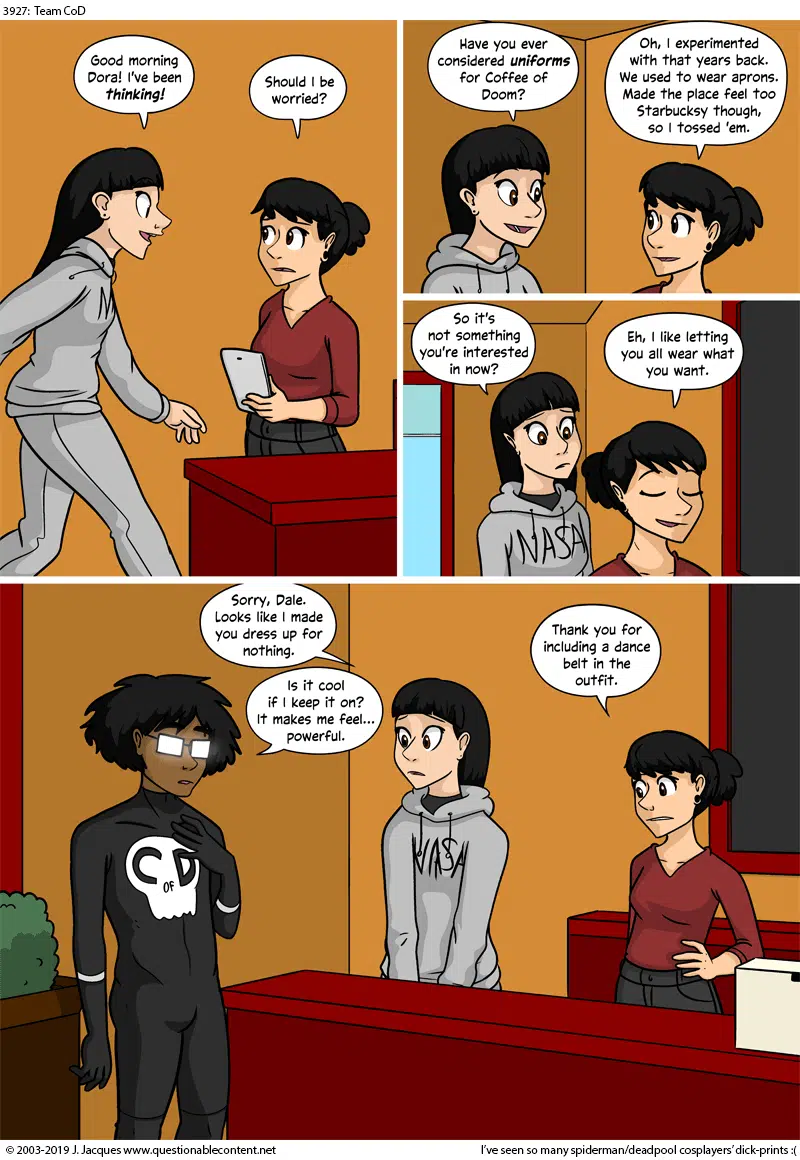 3927: Team CoD
Good morning
Dora! I've been
thinking!
Should I be
worried?
Have you ever
considered uniforms
for Coffee of
Doom?
Oh, I experimented
with that years back.
We used to wear aprons.
Made the place feel too
Starbucksy though,
so I tossed 'em.
NASA
So it's
not something
you're interested
in now?
Eh, I like letting
you all wear what
you want.
NASA
Sorry, Dale.
Looks like I made
you dress up for
nothing.
Is it cool
if I keep it on?
It makes me feel...
powerful.
Thank you for
including a dance
belt in the
outfit.
C OF D
NASA
© 2003-2019 J. Jacques www.questionablecontent.net
I've seen so many spiderman/deadpool cosplayers' dick-prints :(